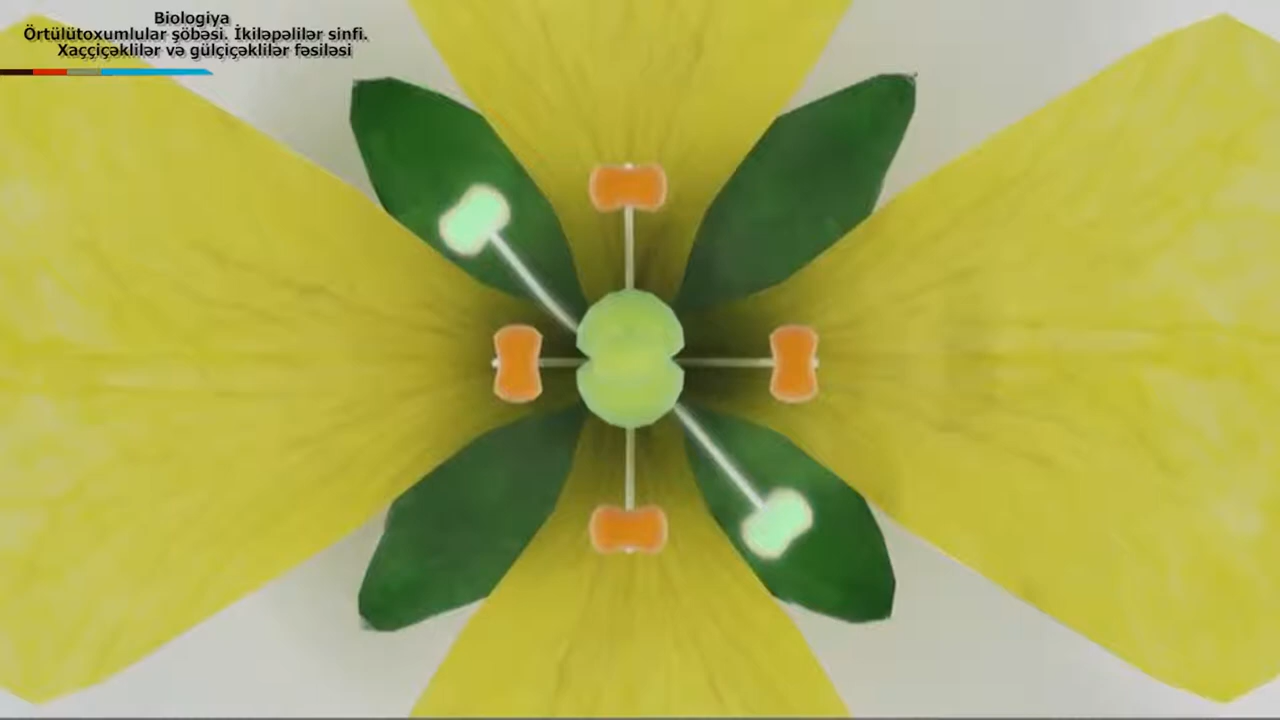 Biologiya
Örtülütoxumlular şöbəsi. İkiləpəlilər sinfi.
Xaççiçəklilər və gülçiçəklilər fəsiləsi